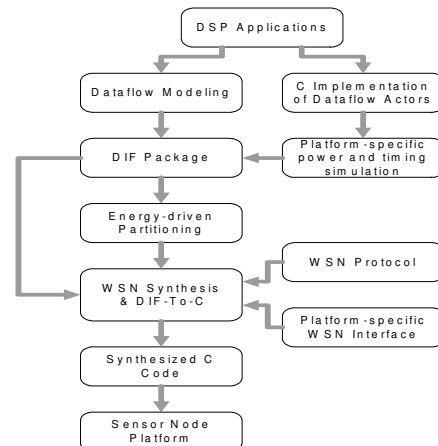 DSP Applications
Dataflow Modeling
C Implementation
of Dataflow Actors
DIF Package
Platform-specific
power and timing
simulation
Energy-driven
Partitioning
WSN Synthesis
& DIF-To-C
WSN Protocol
Platform-specific
WSN Interface
Synthesized C
Code
Sensor Node
Platform